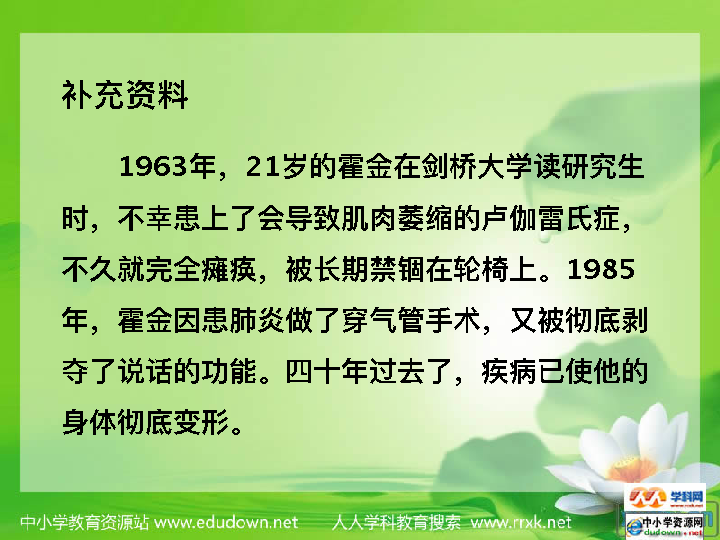 补充资料
1963年，21岁的霍金在剑桥大学读研究生
时，不幸患上了会导致肌肉萎缩的卢伽雷氏症，
不久就完全瘫痪，被长期禁锢在轮椅上。1985
年，霍金因患肺炎做了穿气管手术，又被彻底剥
夺了说话的功能。四十年过去了，疾病已使他的
身体彻底变形。
中小学教育资源站 www.edudown.net 人人学科教育搜索 www.rrxk.net
学科网
www.rrxk.net
中小学资源网
edudown.net